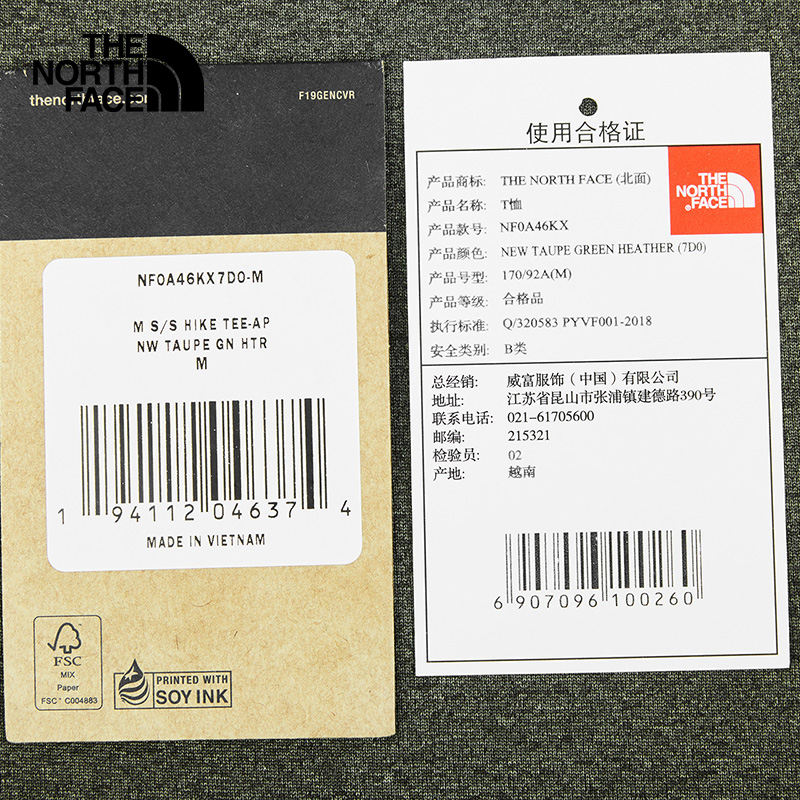 THE
NORTH
FACE
thenorthface.com
F19GENCVR
NF0A46KX7D0-M
M S/S HIKE TEE-AP
NW TAUPE GN HTR
M
1 94112 04637 4
MADE IN VIETNAM
FSC
MIX
Paper
FSC™ C004883
PRINTED WITH
SOY INK
使用合格证
产品商标: THE NORTH FACE (北面)
产品名称: T恤
产品款号: NF0A46KX
产品颜色: NEW TAUPE GREEN HEATHER (7D0)
产品号型: 170/92A(M)
产品等级: 合格品
执行标准: Q/320583 PYVF001-2018
安全类别: B类
THE
NORTH
FACE
总经销: 威富服饰（中国）有限公司
地址: 江苏省昆山市张浦镇建德路390号
联系电话: 021-61705600
邮编: 215321
检验员: 02
产地: 越南
6 907096 100260